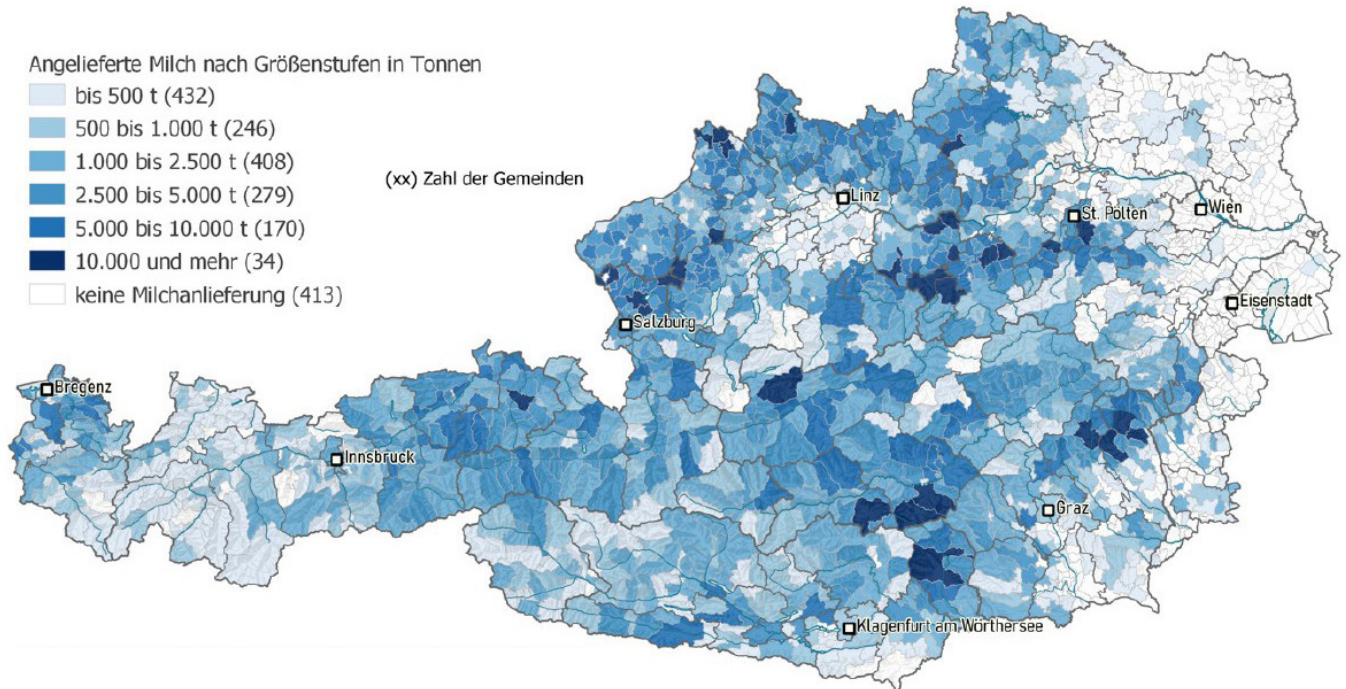 Angelieferte Milch nach Größenstufen in Tonnen
bis 500 t (432)
500 bis 1.000 t (246)
1.000 bis 2.500 t (408)
2.500 bis 5.000 t (279)
5.000 bis 10.000 t (170)
10.000 und mehr (34)
keine Milchanlieferung (413)
(xx) Zahl der Gemeinden
Linz
St. Pölten
Wien
Eisenstadt
Salzburg
Bregenz
Innsbruck
Graz
Klagenfurt am Wörthersee